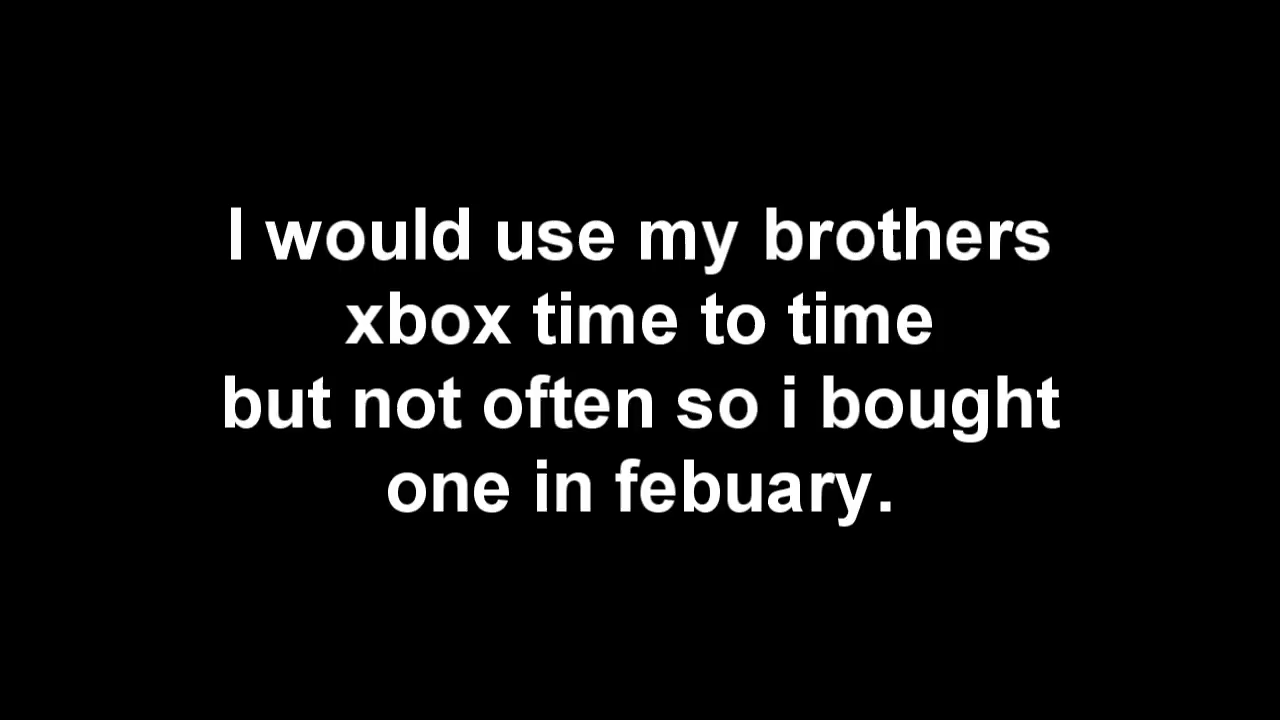 I would use my brothers
xbox time to time
but not often so i bought
one in febuary.